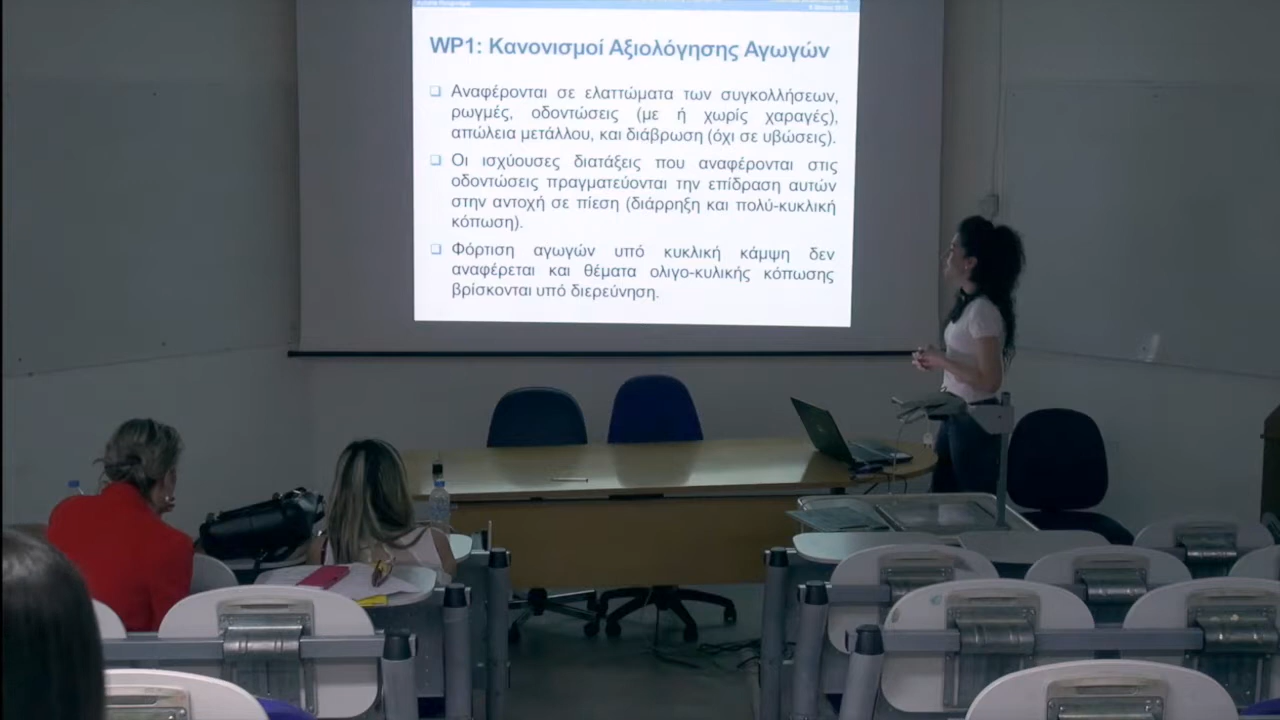 WP1: Κανονισμοί Αξιολόγησης Αγωγών
❑ Αναφέρονται σε ελαττώματα των συγκολλήσεων,
ρωγμές, οδοντώσεις (με ή χωρίς χαραγές),
απώλεια μετάλλου, και διάβρωση (όχι σε υβώσεις).
❑ Οι ισχύουσες διατάξεις που αναφέρονται στις
οδοντώσεις πραγματεύονται την επίδραση αυτών
στην αντοχή σε πίεση (διάρρηξη και πολύ-κυκλική
κόπωση).
❑ Φόρτιση αγωγών υπό κυκλική κάμψη δεν
αναφέρεται και θέματα ολιγο-κυλικής κόπωσης
βρίσκονται υπό διερεύνηση.